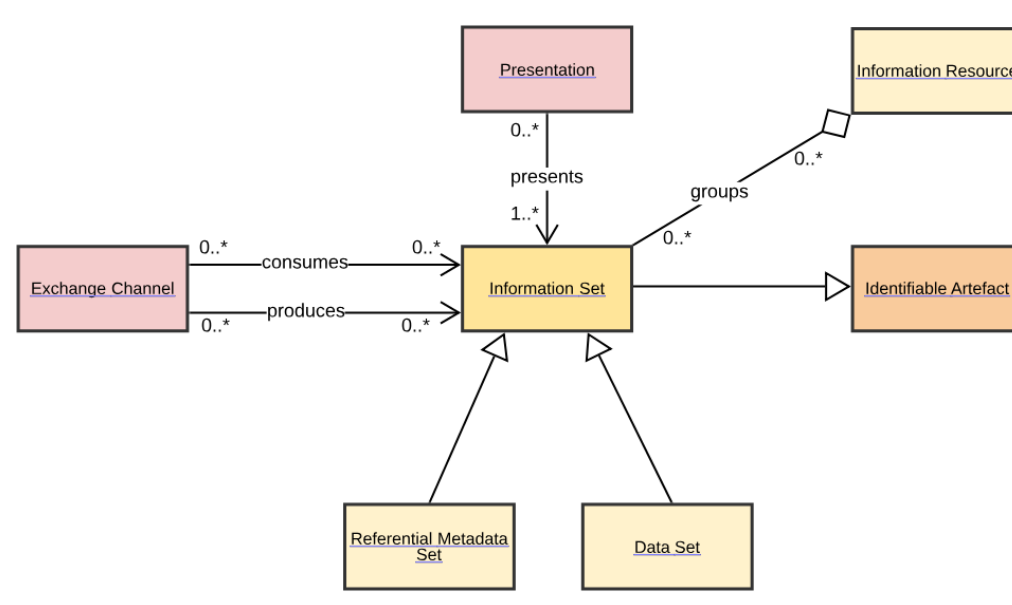 Presentation
Information Resource
0..*
0..*
presents
groups
1..*
0..*
0..*
0..*
consumes
Exchange Channel
Information Set
Identifiable Artefact
produces
0..*
0..*
Referential Metadata
Set
Data Set